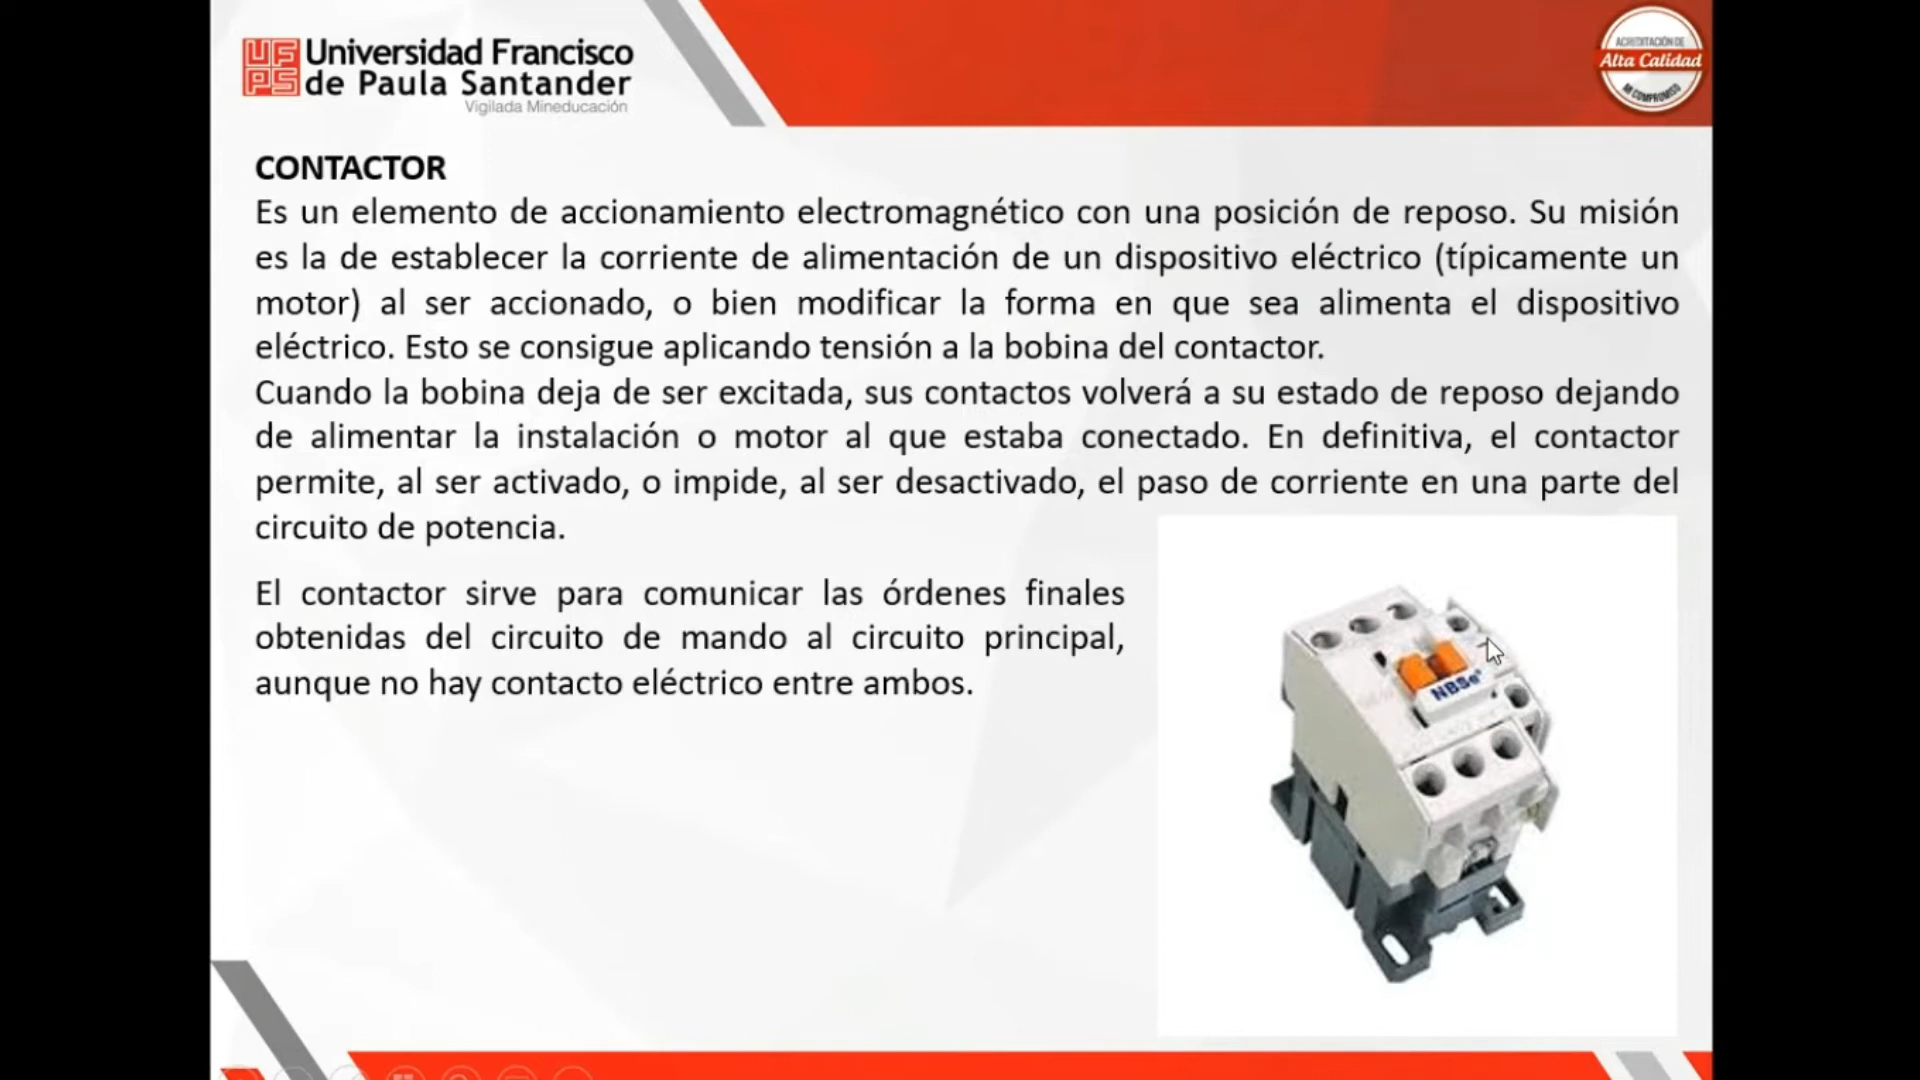 UFPS
Universidad Francisco
de Paula Santander
Vigilada Mineducación
ACREDITACIÓN DE
Alta Calidad
MI COMPROMISO
CONTACTOR
Es un elemento de accionamiento electromagnético con una posición de reposo. Su misión
es la de establecer la corriente de alimentación de un dispositivo eléctrico (típicamente un
motor) al ser accionado, o bien modificar la forma en que sea alimenta el dispositivo
eléctrico. Esto se consigue aplicando tensión a la bobina del contactor.
Cuando la bobina deja de ser excitada, sus contactos volverá a su estado de reposo dejando
de alimentar la instalación o motor al que estaba conectado. En definitiva, el contactor
permite, al ser activado, o impide, al ser desactivado, el paso de corriente en una parte del
circuito de potencia.
El contactor sirve para comunicar las órdenes finales
obtenidas del circuito de mando al circuito principal,
aunque no hay contacto eléctrico entre ambos.
NBSe